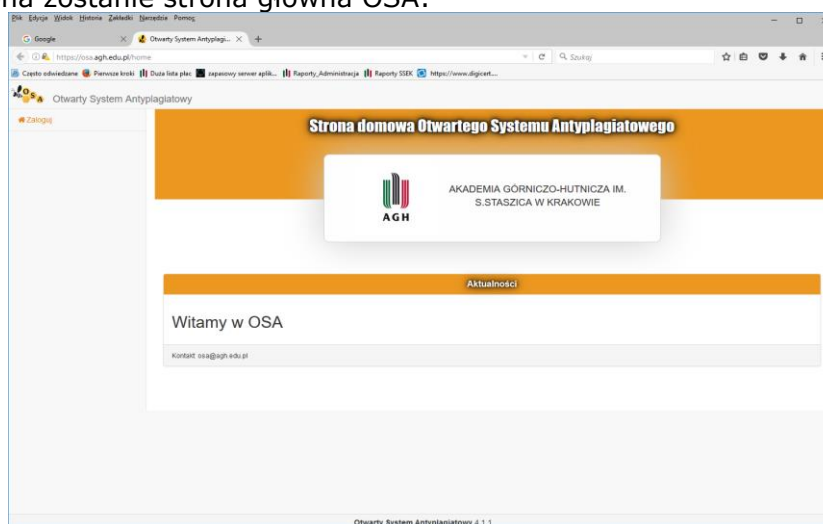 na zostanie strona główna OSA.
Plik Edycja Widok Historia Zakładki Narzędzia Pomoc
Google Otwarty System Antyplagi...
https://osa.agh.edu.pl/home Szukaj
Często odwiedzane Pierwsze kroki Duża lista płac zapasowy serwer aplik... Raporty_Administracja Raporty SSEK https://www.digicert....
OSA Otwarty System Antyplagiatowy
Zaloguj
Strona domowa Otwartego Systemu Antyplagiatowego
AGH
AKADEMIA GÓRNICZO-HUTNICZA IM.
S.STASZICA W KRAKOWIE
Aktualności
Witamy w OSA
Kontakt: osa@agh.edu.pl
Otwarty System Antyplagiatowy 4.1.1